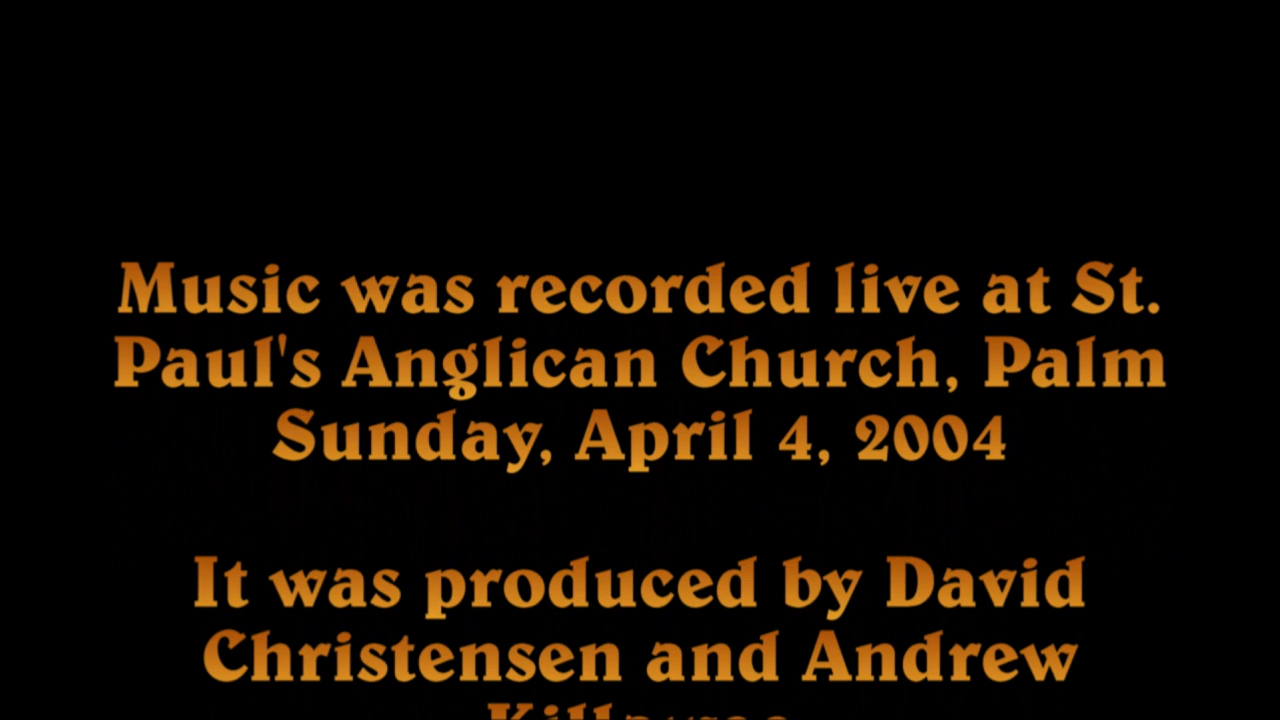 Music was recorded live at St.
Paul's Anglican Church, Palm
Sunday, April 4, 2004
It was produced by David
Christensen and Andrew